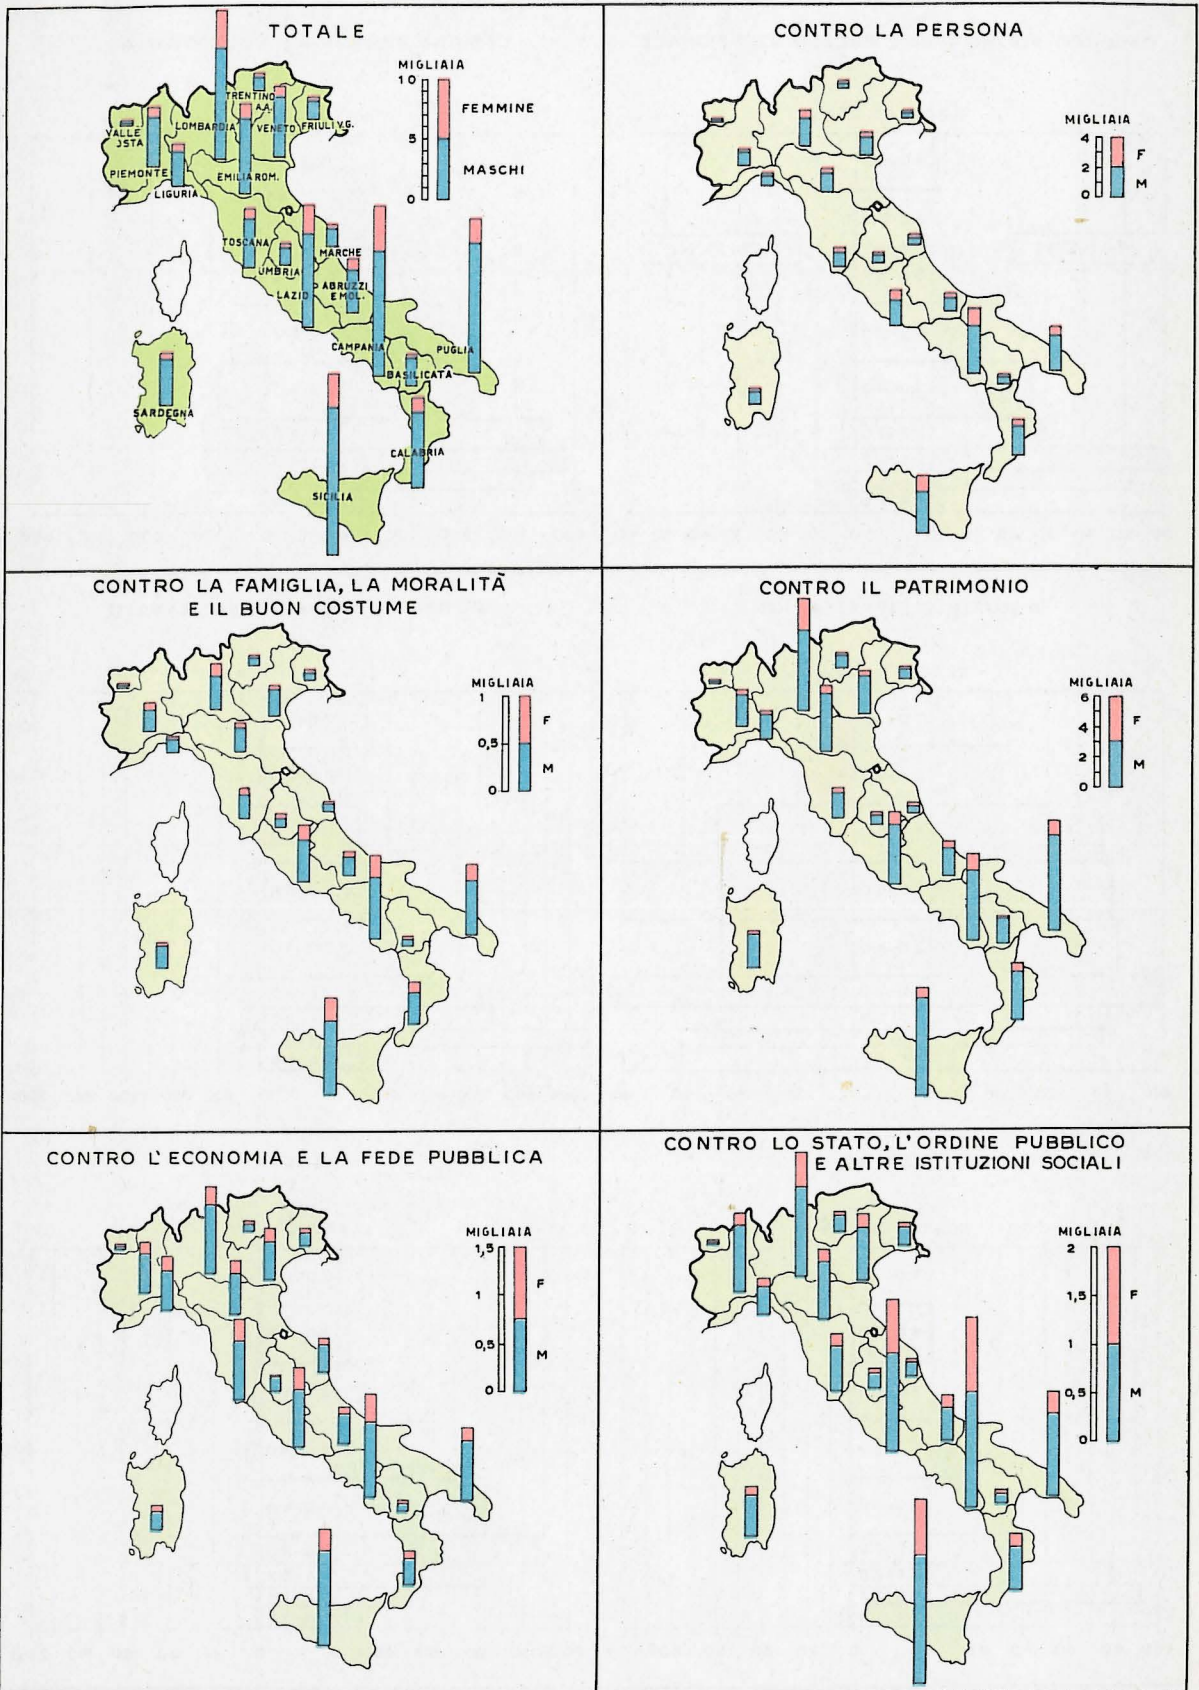 TOTALE
MIGLIAIA
10
FEMMINE
5
MASCHI
0
TRENTINO
A.A.
VALLE
OSTA
LOMBARDIA
VENETO
FRIULI V.G.
PIEMONTE
EMILIA ROM.
LIGURIA
TOSCANA
MARCHE
UMBRIA
LAZIO
ABRUZZI
E MOL.
CAMPANIA
PUGLIA
BASILICATA
SARDEGNA
CALABRIA
SICILIA
CONTRO LA PERSONA
MIGLIAIA
4
F
2
M
0
CONTRO LA FAMIGLIA, LA MORALITÀ
E IL BUON COSTUME
MIGLIAIA
1
F
0,5
M
0
CONTRO IL PATRIMONIO
MIGLIAIA
6
F
4
2
M
0
CONTRO L'ECONOMIA E LA FEDE PUBBLICA
MIGLIAIA
1,5
F
1
0,5
M
0
CONTRO LO STATO, L'ORDINE PUBBLICO
E ALTRE ISTITUZIONI SOCIALI
MIGLIAIA
2
1,5
F
1
0,5
M
0